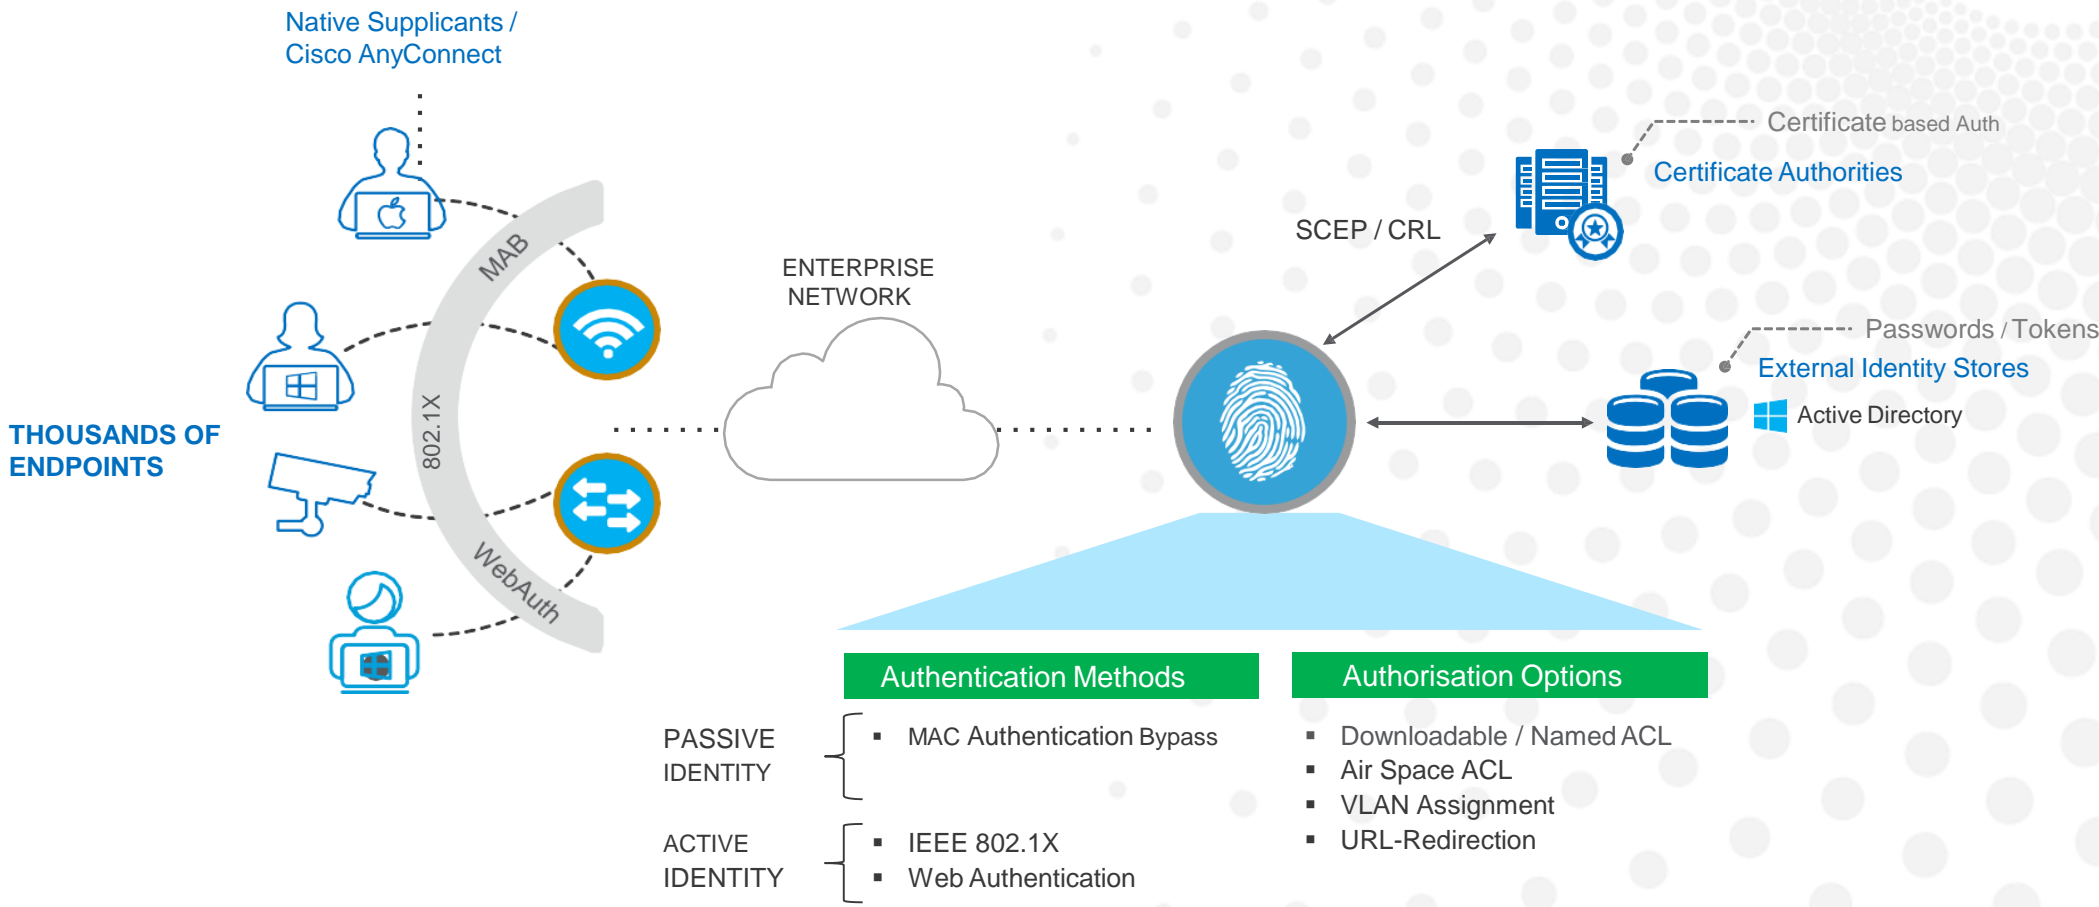 Native Supplicants /
Cisco AnyConnect
Certificate based Auth
Certificate Authorities
SCEP / CRL
MAB
ENTERPRISE
NETWORK
Passwords / Tokens
External Identity Stores
Active Directory
802.1X
THOUSANDS OF
ENDPOINTS
WebAuth
Authentication Methods
Authorisation Options
PASSIVE
IDENTITY
▪ MAC Authentication Bypass
▪ Downloadable / Named ACL
▪ Air Space ACL
▪ VLAN Assignment
▪ URL-Redirection
ACTIVE
IDENTITY
▪ IEEE 802.1X
▪ Web Authentication